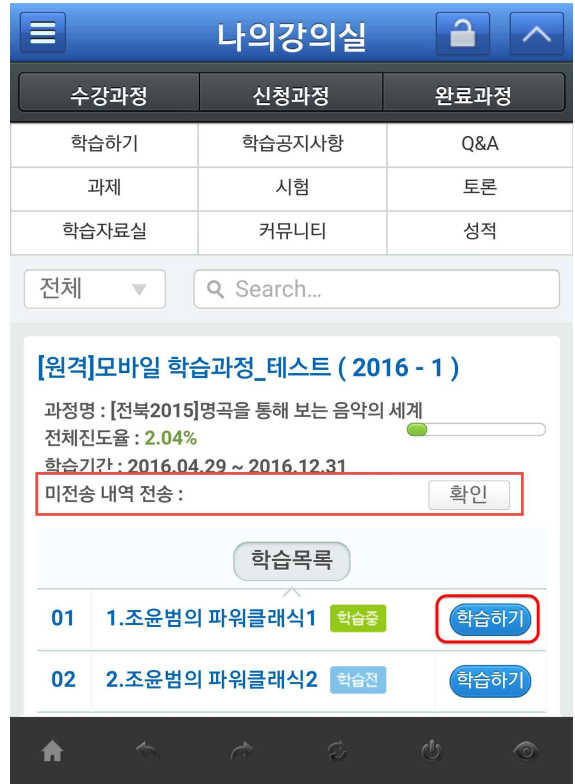 나의강의실
수강과정 신청과정 완료과정
학습하기 학습공지사항 Q&A
과제 시험 토론
학습자료실 커뮤니티 성적
전체 Search...
[원격]모바일 학습과정_테스트 ( 2016 - 1 )
과정명 : [전북2015]명곡을 통해 보는 음악의 세계
전체진도율 : 2.04%
학습기간 : 2016.04.29 ~ 2016.12.31
미전송 내역 전송 : 확인
학습목록
01 1.조윤범의 파워클래식1 학습중 학습하기
02 2.조윤범의 파워클래식2 학습전 학습하기